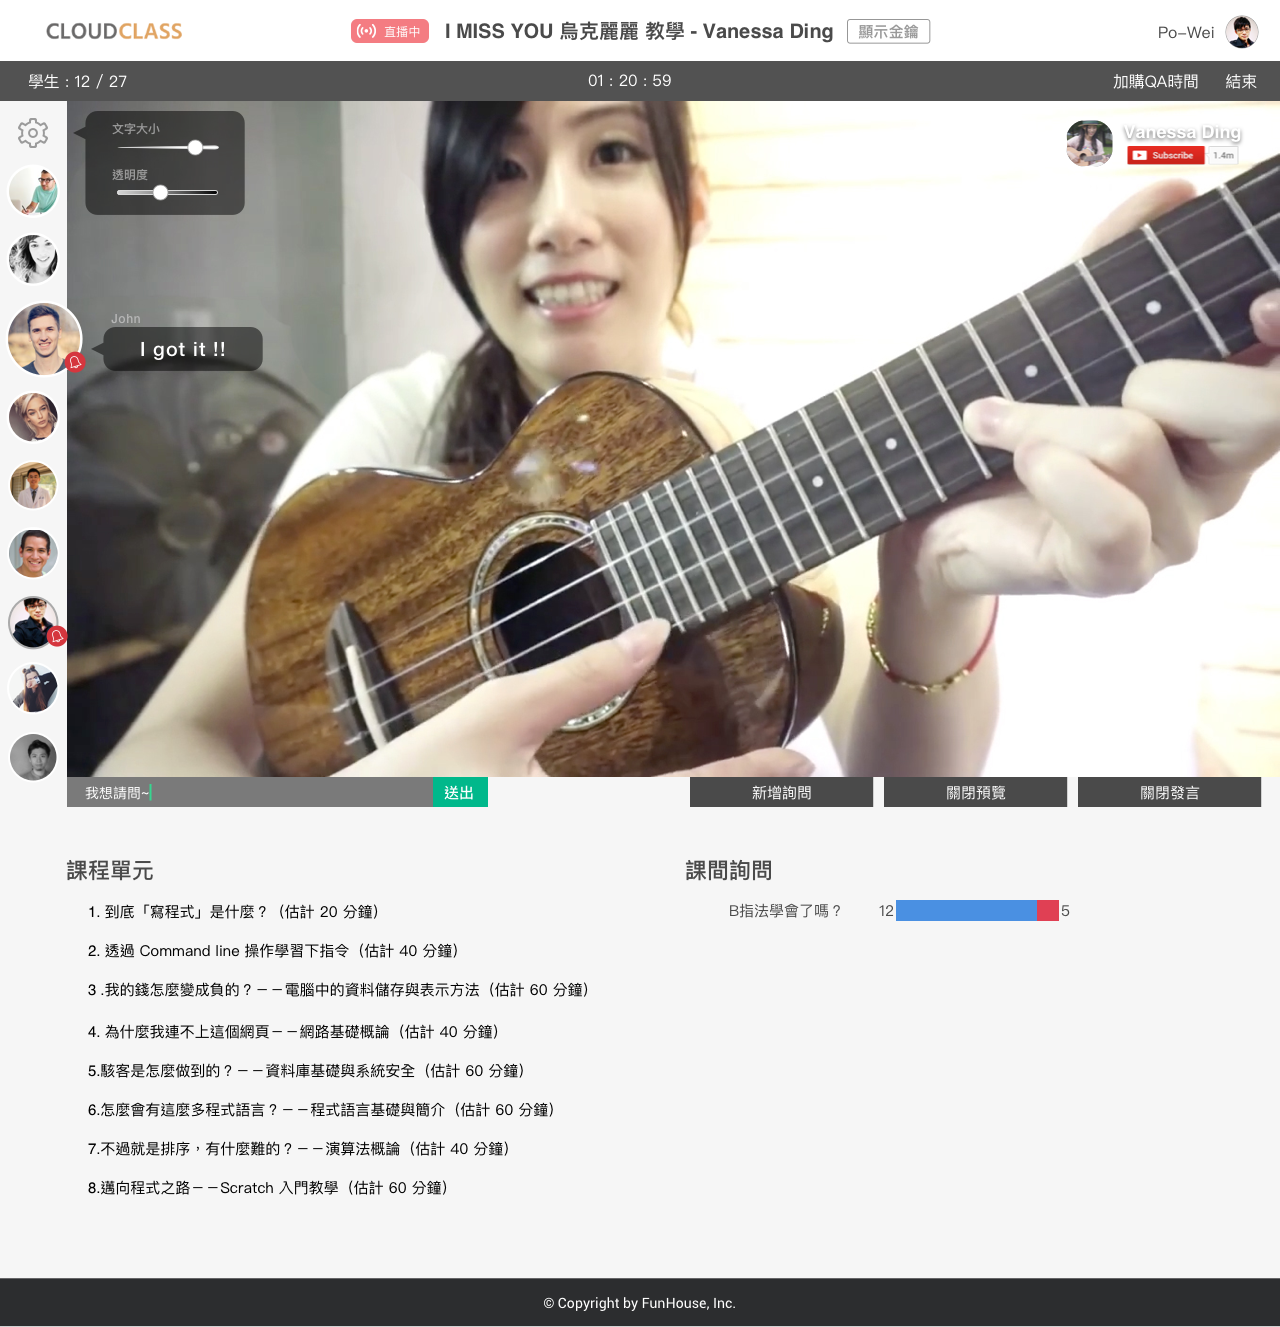 CLOUDCLASS
直播中
I MISS YOU 烏克麗麗 教學 - Vanessa Ding
顯示金鑰
Po-Wei
學生 : 12 / 27
01 : 20 : 59
加購QA時間
結束
文字大小
透明度
Vanessa Ding
Subscribe
1.4m
John
I got it !!
我想請問~
送出
新增詢問
關閉預覽
關閉發言
課程單元
1. 到底「寫程式」是什麼？（估計 20 分鐘）
2. 透過 Command line 操作學習下指令（估計 40 分鐘）
3 .我的錢怎麼變成負的？－－電腦中的資料儲存與表示方法（估計 60 分鐘）
4. 為什麼我連不上這個網頁－－網路基礎概論（估計 40 分鐘）
5.駭客是怎麼做到的？－－資料庫基礎與系統安全（估計 60 分鐘）
6.怎麼會有這麼多程式語言？－－程式語言基礎與簡介（估計 60 分鐘）
7.不過就是排序，有什麼難的？－－演算法概論（估計 40 分鐘）
8.邁向程式之路－－Scratch 入門教學（估計 60 分鐘）
課間詢問
B指法學會了嗎？ 12 5
© Copyright by FunHouse, Inc.